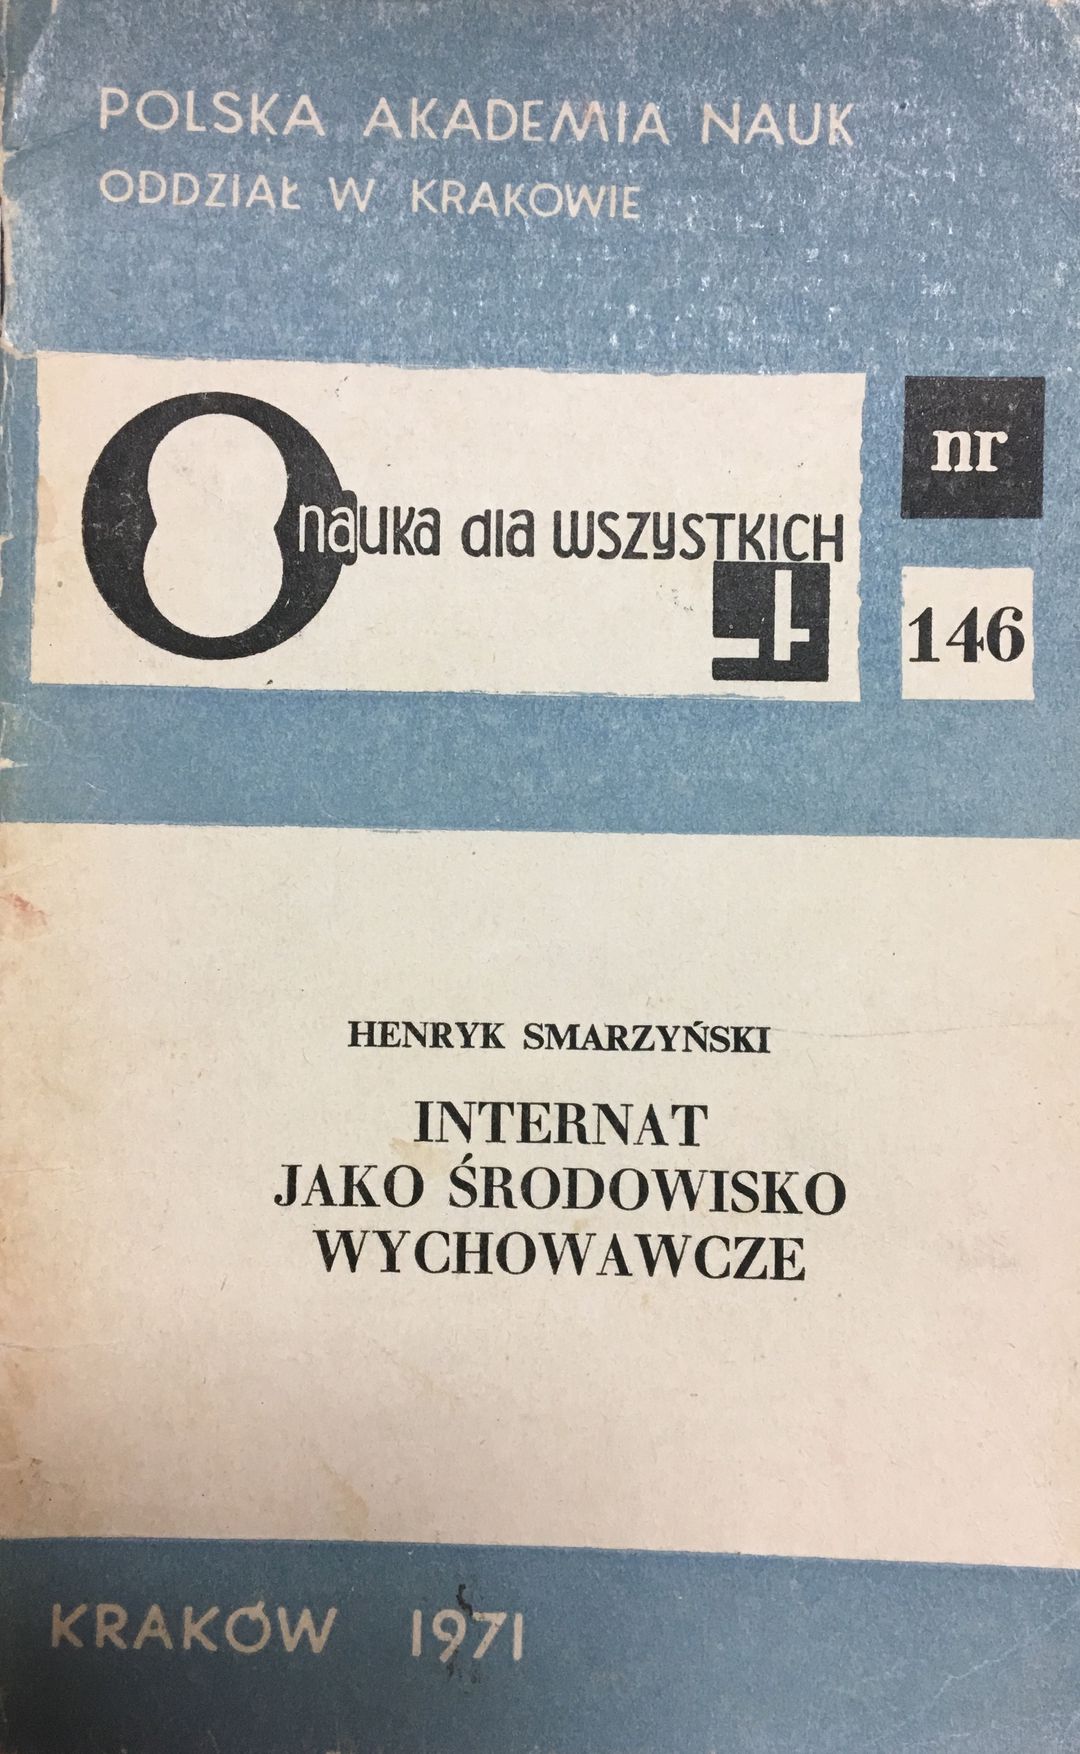 POLSKA AKADEMIA NAUK
ODDZIAŁ W KRAKOWIE
nauka dla wszystkich
nr
146
HENRYK SMARZYŃSKI
INTERNAT
JAKO ŚRODOWISKO
WYCHOWAWCZE
KRAKÓW 1971